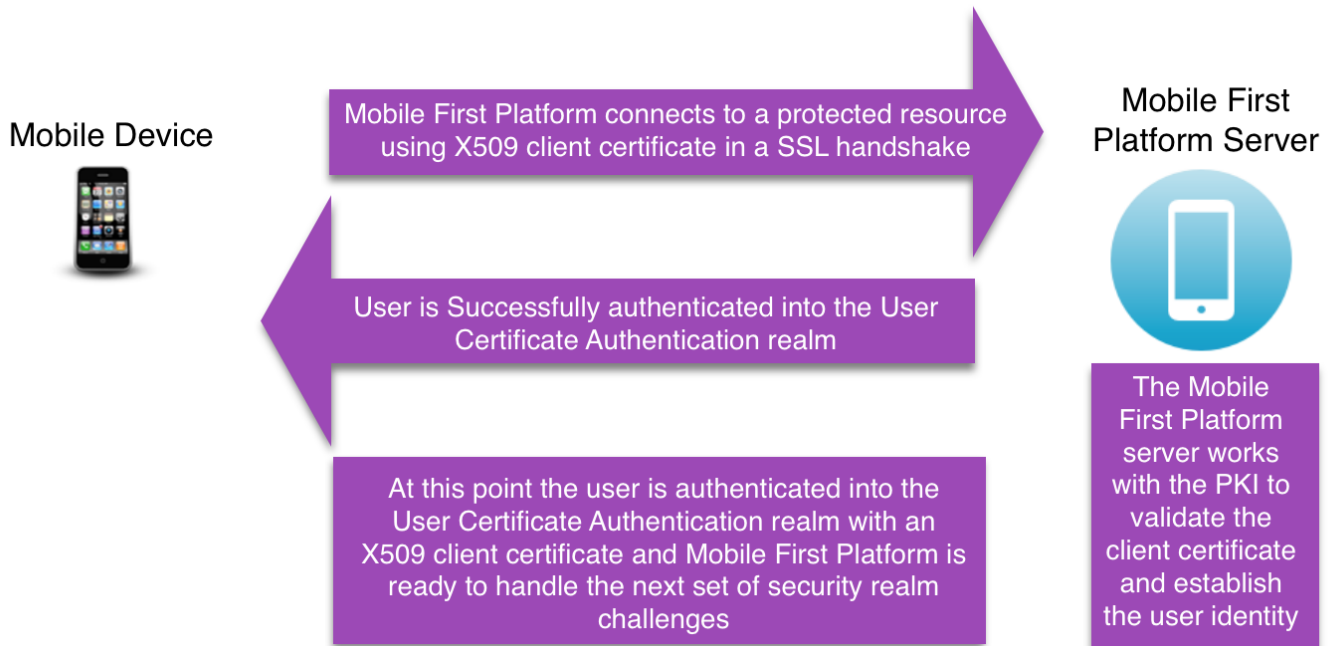 Mobile Device
Mobile First Platform connects to a protected resource
using X509 client certificate in a SSL handshake
Mobile First
Platform Server
User is Successfully authenticated into the User
Certificate Authentication realm
At this point the user is authenticated into the
User Certificate Authentication realm with an
X509 client certificate and Mobile First Platform is
ready to handle the next set of security realm
challenges
The Mobile
First Platform
server works
with the PKI to
validate the
client certificate
and establish
the user identity